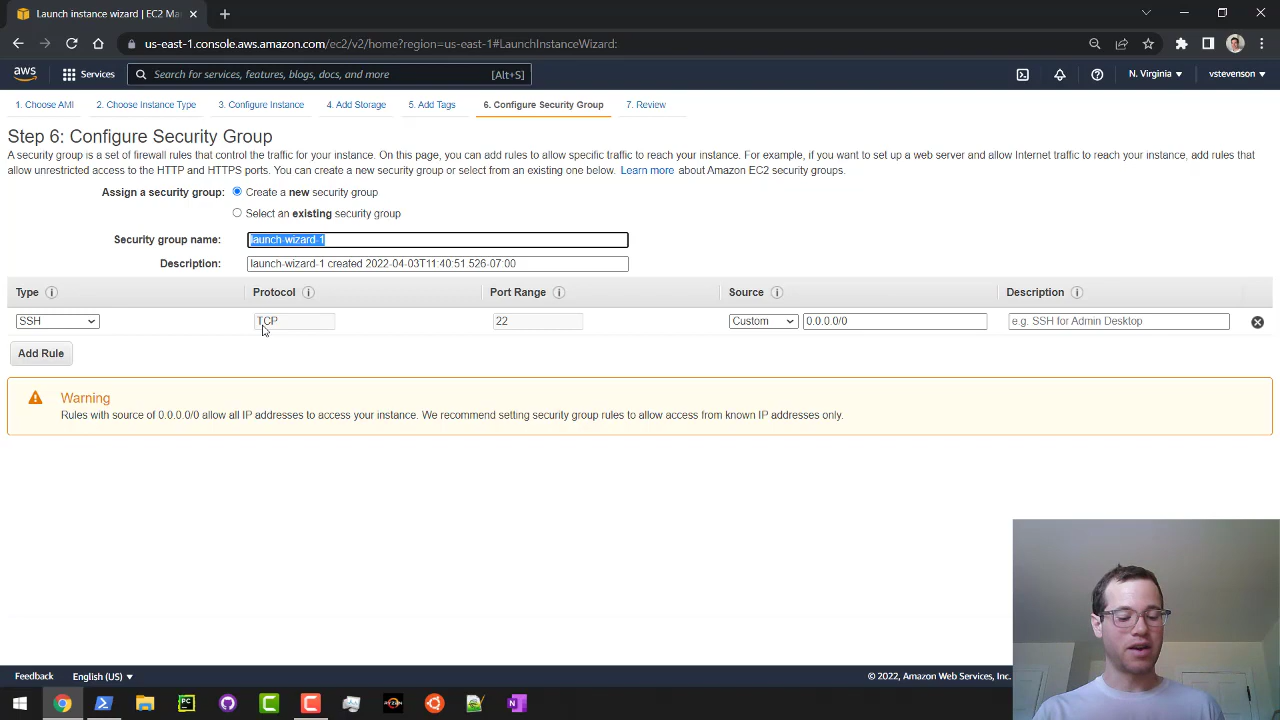 Launch instance wizard | EC2 Ma
us-east-1.console.aws.amazon.com/ec2/v2/home?region=us-east-1#LaunchInstanceWizard:
aws
Services
Search for services, features, blogs, docs, and more
[Alt+S]
N. Virginia
vstevenson
1. Choose AMI
2. Choose Instance Type
3. Configure Instance
4. Add Storage
5. Add Tags
6. Configure Security Group
7. Review
Step 6: Configure Security Group
A security group is a set of firewall rules that control the traffic for your instance. On this page, you can add rules to allow specific traffic to reach your instance. For example, if you want to set up a web server and allow Internet traffic to reach your instance, add rules that
allow unrestricted access to the HTTP and HTTPS ports. You can create a new security group or select from an existing one below. Learn more about Amazon EC2 security groups.
Assign a security group:
Create a new security group
Select an existing security group
Security group name:
launch-wizard-1
Description:
launch-wizard-1 created 2022-04-03T11:40:51.526-07:00
Type
Protocol
Port Range
Source
Description
SSH
TCP
22
Custom
0.0.0.0/0
e.g. SSH for Admin Desktop
Add Rule
Warning
Rules with source of 0.0.0.0/0 allow all IP addresses to access your instance. We recommend setting security group rules to allow access from known IP addresses only.
Feedback
English (US)
© 2022, Amazon Web Services, Inc.
PC
RYZEN